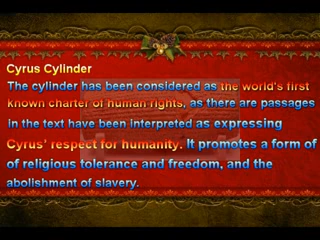 Cyrus Cylinder
The cylinder has been considered as the world's first
known charter of human rights, as there are passages
in the text have been interpreted as expressing
Cyrus' respect for humanity. It promotes a form of
of religious tolerance and freedom, and the
abolishment of slavery.